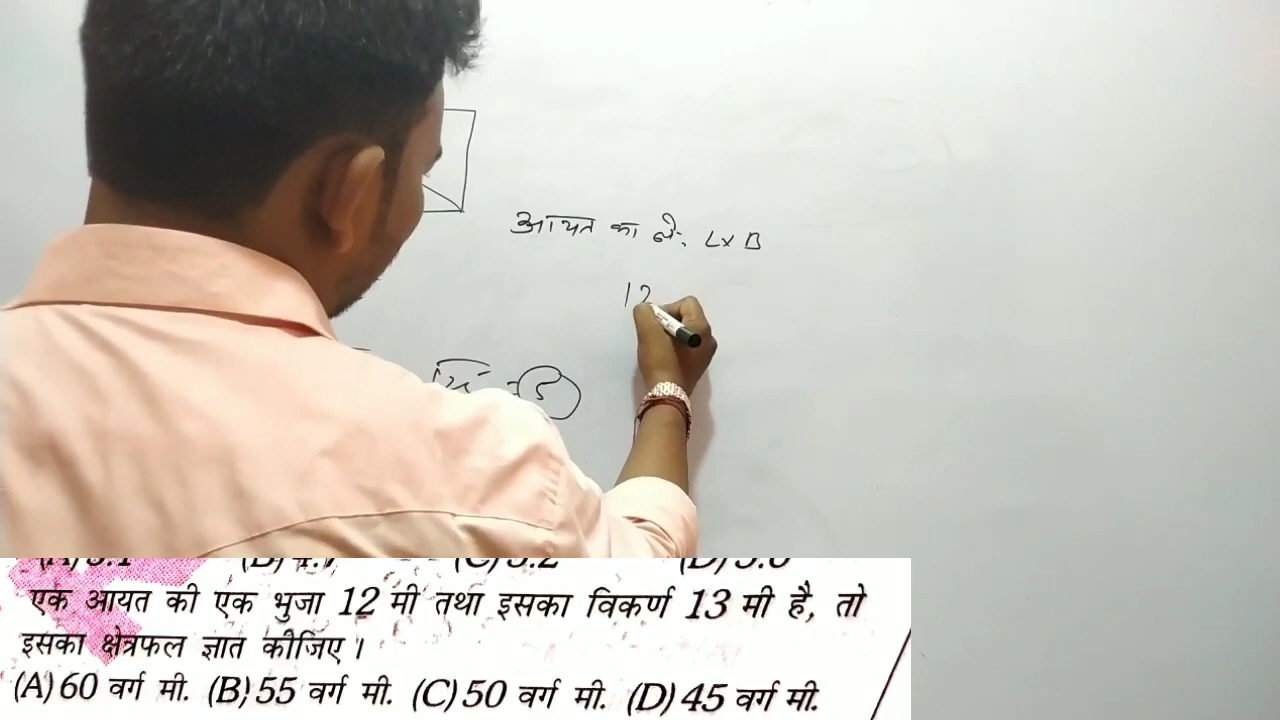 आयत का क्षे. L x B
12
5
एक आयत की एक भुजा 12 मी तथा इसका विकर्ण 13 मी है, तो
इसका क्षेत्रफल ज्ञात कीजिए।
(A) 60 वर्ग मी. (B) 55 वर्ग मी. (C) 50 वर्ग मी. (D) 45 वर्ग मी.